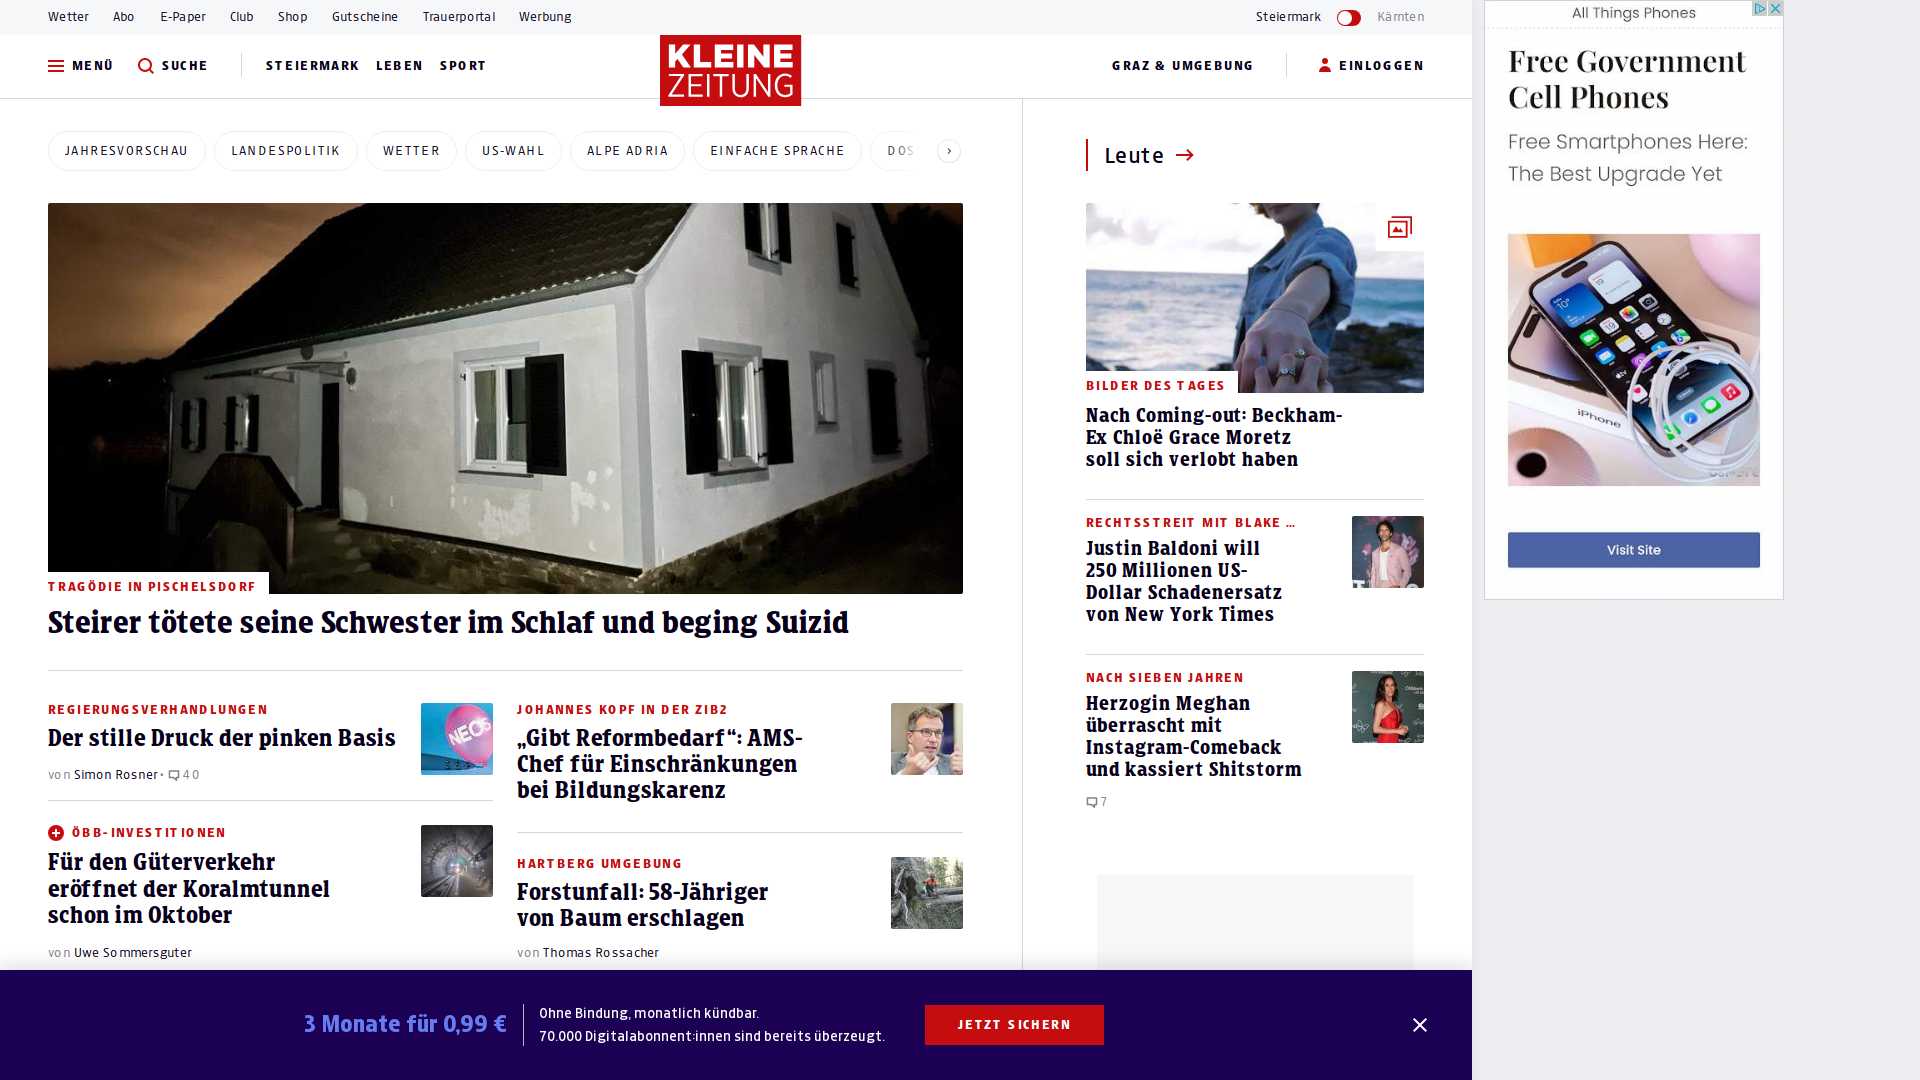 Wetter Abo E-Paper Club Shop Gutscheine Trauerportal Werbung
Steiermark Kärnten
MENÜ SUCHE STEIERMARK LEBEN SPORT
KLEINE
ZEITUNG
GRAZ & UMGEBUNG EINLOGGEN
JAHRESVORSCHAU LANDESPOLITIK WETTER US-WAHL ALPE ADRIA EINFACHE SPRACHE DOS
TRAGÖDIE IN PISCHELSDORF
Steirer tötete seine Schwester im Schlaf und beging Suizid
REGIERUNGSVERHANDLUNGEN
Der stille Druck der pinken Basis
von Simon Rosner • 40
NEOS
ÖBB-INVESTITIONEN
Für den Güterverkehr
eröffnet der Koralmtunnel
schon im Oktober
von Uwe Sommersguter
JOHANNES KOPF IN DER ZIB2
„Gibt Reformbedarf“: AMS-
Chef für Einschränkungen
bei Bildungskarenz
HARTBERG UMGEBUNG
Forstunfall: 58-Jähriger
von Baum erschlagen
von Thomas Rossacher
Leute
BILDER DES TAGES
Nach Coming-out: Beckham-
Ex Chloë Grace Moretz
soll sich verlobt haben
RECHTSSTREIT MIT BLAKE ...
Justin Baldoni will
250 Millionen US-
Dollar Schadenersatz
von New York Times
NACH SIEBEN JAHREN
Herzogin Meghan
überrascht mit
Instagram-Comeback
und kassiert Shitstorm
7
All Things Phones
Free Government
Cell Phones
Free Smartphones Here:
The Best Upgrade Yet
iPhone
Visit Site
3 Monate für 0,99 €
Ohne Bindung, monatlich kündbar.
70.000 Digitalabonnent:innen sind bereits überzeugt.
JETZT SICHERN